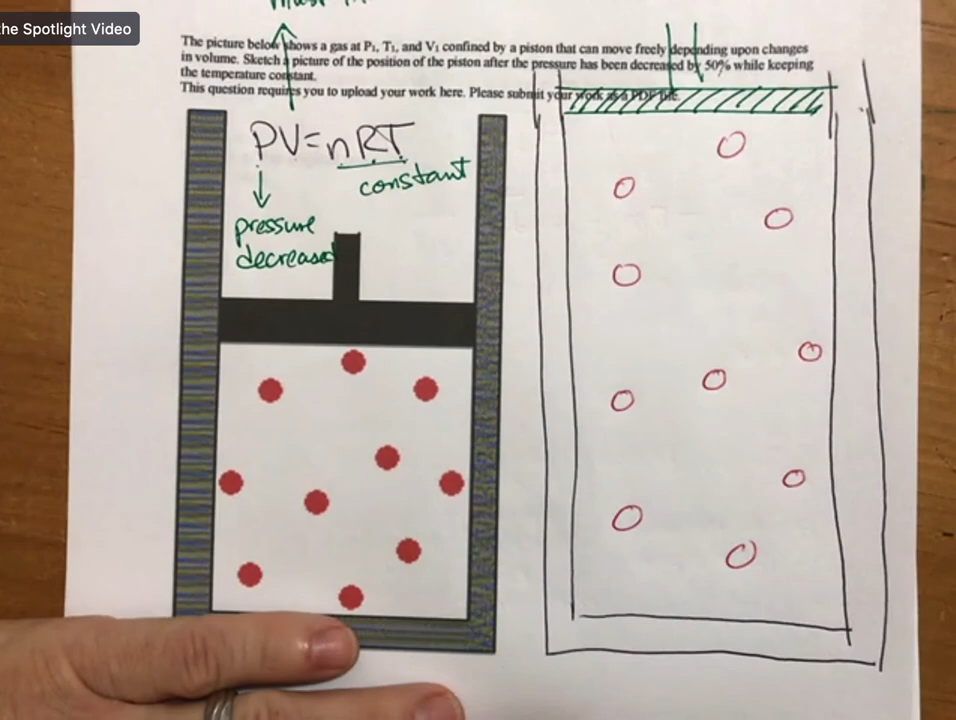 the Spotlight Video
The picture below shows a gas at P₁, T₁, and V₁ confined by a piston that can move freely depending upon changes
in volume. Sketch a picture of the position of the piston after the pressure has been decreased by 50% while keeping
the temperature constant.
This question requires you to upload your work here. Please submit your work as a PDF file.
PV=nRT
constant
pressure
decreased